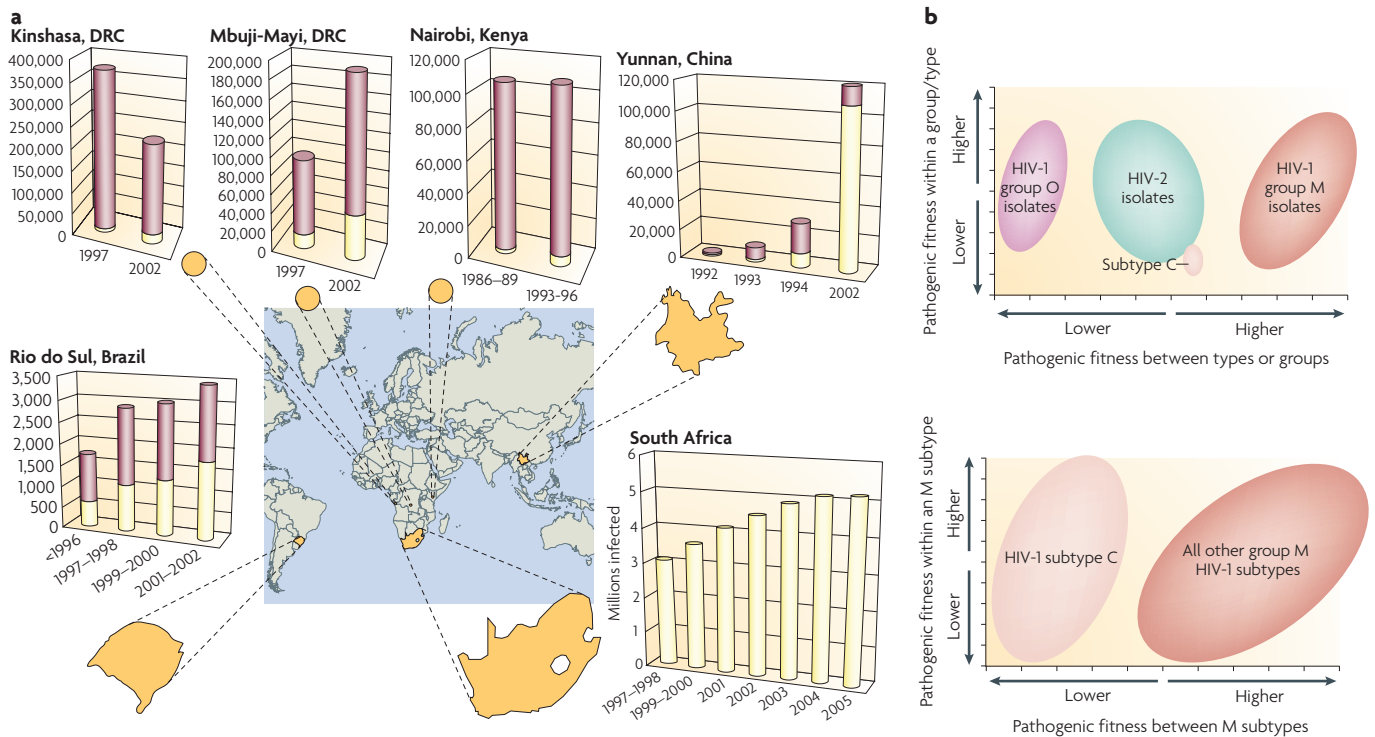 a
Kinshasa, DRC
400,000
350,000
300,000
250,000
200,000
150,000
100,000
50,000
0
1997
2002
Mbuji-Mayi, DRC
200,000
180,000
160,000
140,000
120,000
100,000
80,000
60,000
40,000
20,000
0
1997
2002
Nairobi, Kenya
120,000
100,000
80,000
60,000
40,000
20,000
0
1986–89
1993-96
Yunnan, China
120,000
100,000
80,000
60,000
40,000
20,000
0
1992
1993
1994
2002
Rio do Sul, Brazil
3,500
3,000
2,500
2,000
1,500
1,000
500
0
<1996
1997–1998
1999–2000
2001–2002
South Africa
Millions infected
6
5
4
3
2
1
0
1997–1998
1999–2000
2001
2002
2003
2004
2005
b
Pathogenic fitness within a group/type
Higher
Lower
HIV-1
group O
isolates
HIV-2
isolates
HIV-1
group M
isolates
Subtype C
Lower
Higher
Pathogenic fitness between types or groups
Pathogenic fitness within an M subtype
Higher
Lower
HIV-1 subtype C
All other group M
HIV-1 subtypes
Lower
Higher
Pathogenic fitness between M subtypes